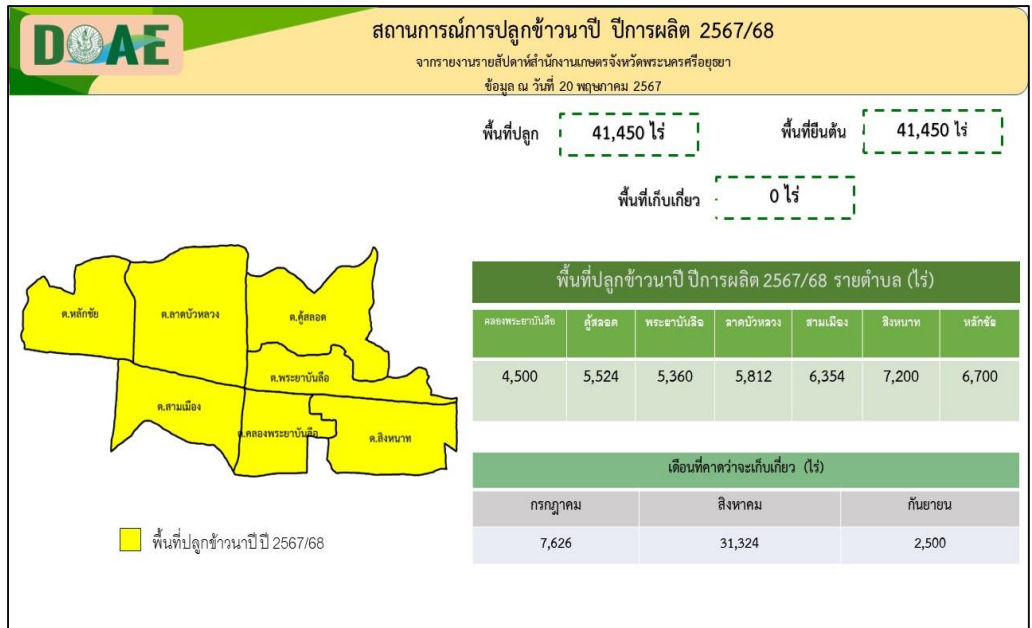 DOAE
สถานการณ์การปลูกข้าวนาปี ปีการผลิต 2567/68
จากรายงานรายสัปดาห์สำนักงานเกษตรจังหวัดพระนครศรีอยุธยา
ข้อมูล ณ วันที่ 20 พฤษภาคม 2567
พื้นที่ปลูก 41,450 ไร่ พื้นที่ยืนต้น 41,450 ไร่
พื้นที่เก็บเกี่ยว 0 ไร่
ต.หลักชัย ต.ลาดบัวหลวง ต.คู้สลอด
ต.พระยาบันลือ
ต.สามเมือง
ต.คลองพระยาบันลือ ต.สิงหนาท
พื้นที่ปลูกข้าวนาปี ปี 2567/68
พื้นที่ปลูกข้าวนาปี ปีการผลิต 2567/68 รายตำบล (ไร่)
คลองพระยาบันลือ คู้สลอด พระยาบันลือ ลาดบัวหลวง สามเมือง สิงหนาท หลักชัย
4,500 5,524 5,360 5,812 6,354 7,200 6,700
เดือนที่คาดว่าจะเก็บเกี่ยว (ไร่)
กรกฎาคม สิงหาคม กันยายน
7,626 31,324 2,500